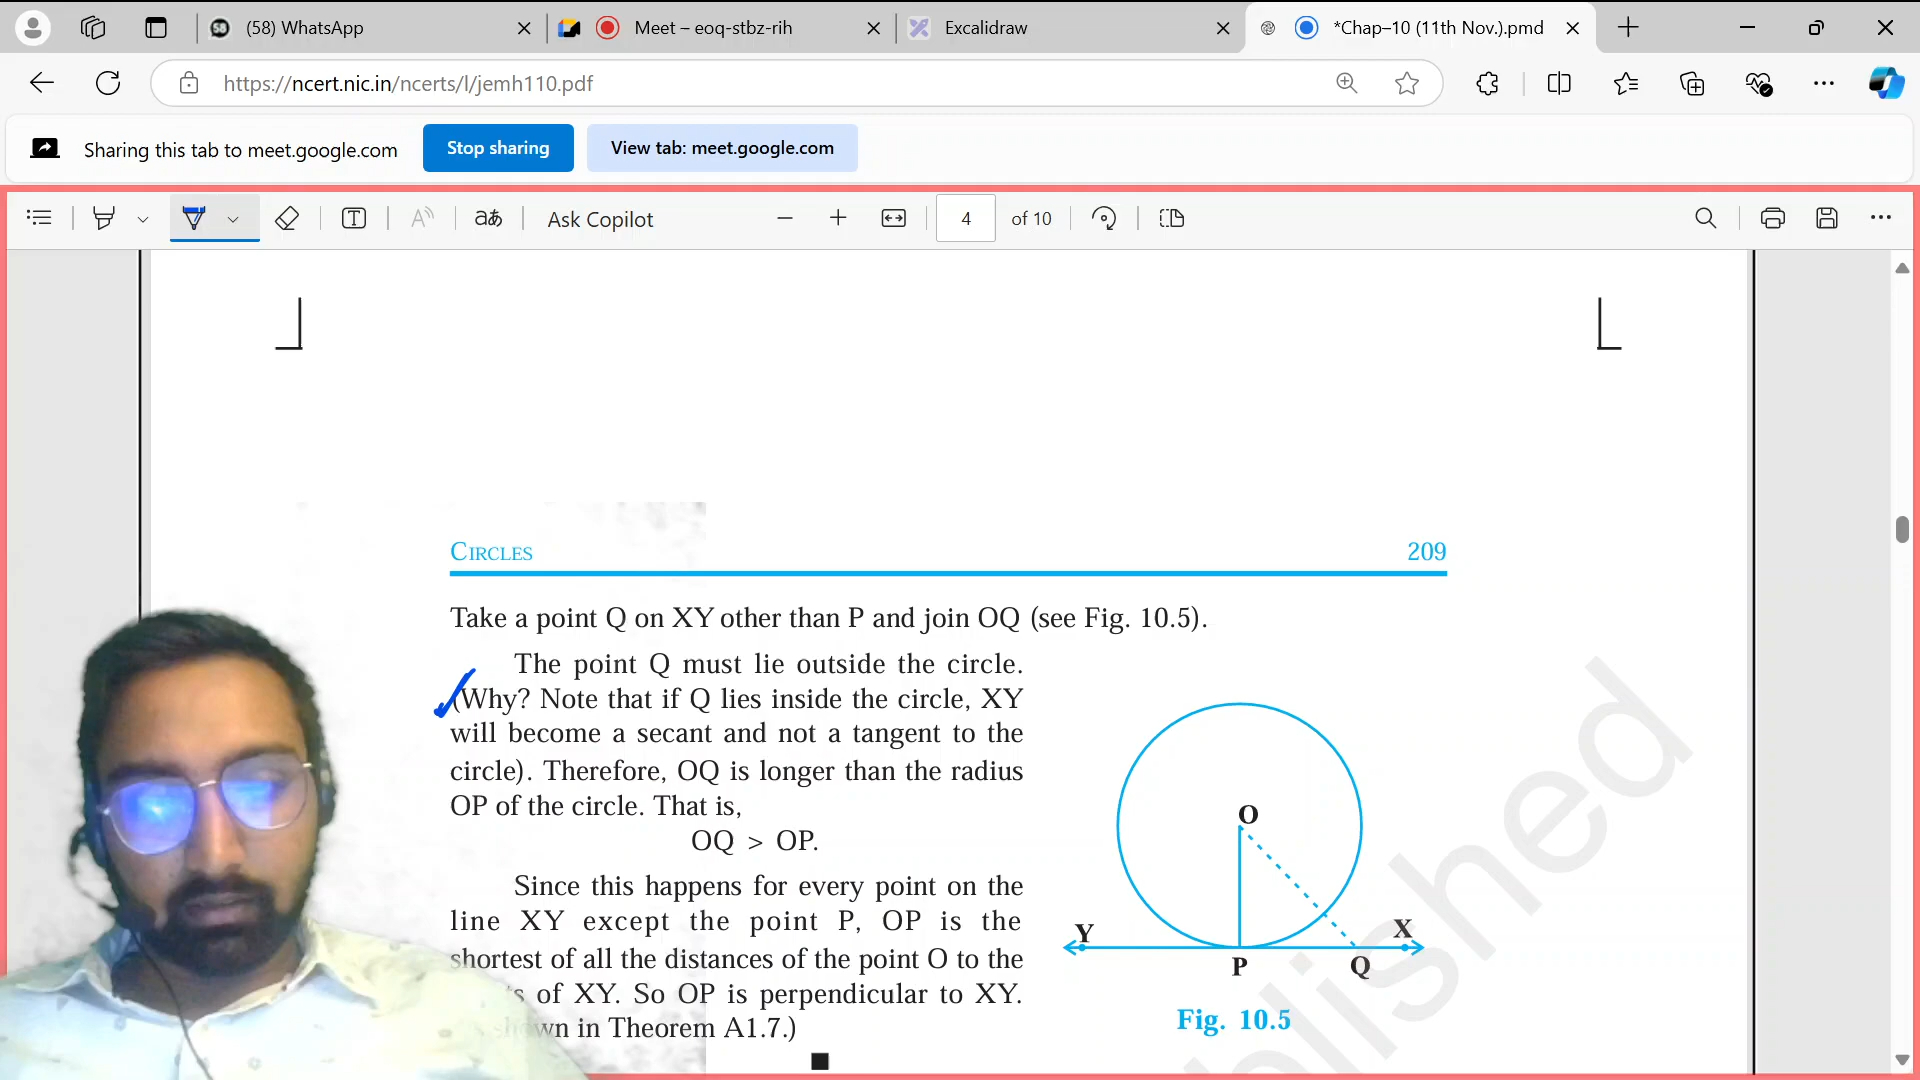 (58) WhatsApp
Meet – eoq-stbz-rih
Excalidraw
*Chap–10 (11th Nov.).pmd
https://ncert.nic.in/ncerts/l/jemh110.pdf
Sharing this tab to meet.google.com
Stop sharing
View tab: meet.google.com
Ask Copilot
4 of 10
CIRCLES
209
Take a point Q on XY other than P and join OQ (see Fig. 10.5).
The point Q must lie outside the circle.
(Why? Note that if Q lies inside the circle, XY
will become a secant and not a tangent to the
circle). Therefore, OQ is longer than the radius
OP of the circle. That is,
OQ > OP.
Since this happens for every point on the
line XY except the point P, OP is the
shortest of all the distances of the point O to the
of XY. So OP is perpendicular to XY.
in Theorem A1.7.)
O
Y
X
P
Q
Fig. 10.5